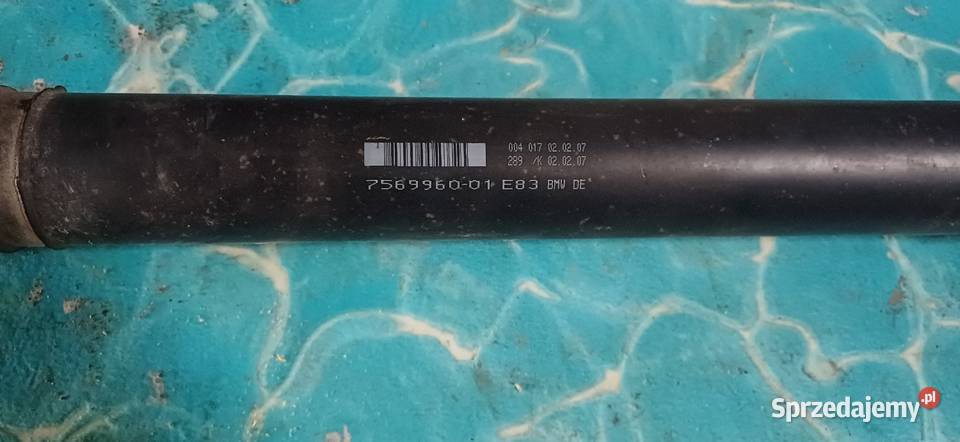 004 017 02.02.07
289 /K 02.02.07
7569960-01 E83 BMW DE
Sprzedajemy.pl